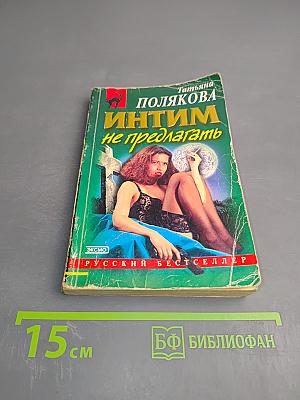 Татьяна
ПОЛЯКОВА
ИНТИМ
не предлагать
ЭКСМО
РУССКИЙ БЕСТСЕЛЛЕР
15 см
БФ БИБЛИОФАН